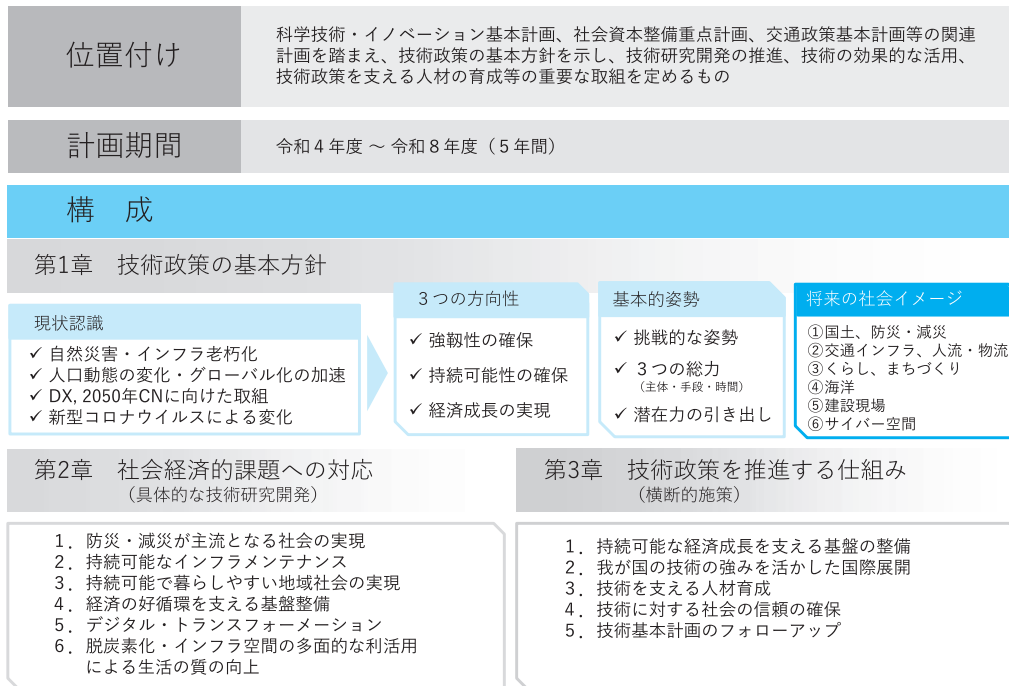 位置付け
科学技術・イノベーション基本計画、社会資本整備重点計画、交通政策基本計画等の関連
計画を踏まえ、技術政策の基本方針を示し、技術研究開発の推進、技術の効果的な活用、
技術政策を支える人材の育成等の重要な取組を定めるもの
計画期間
令和4年度 ～ 令和8年度（5年間）
構　成
第1章　技術政策の基本方針
現状認識
✓ 自然災害・インフラ老朽化
✓ 人口動態の変化・グローバル化の加速
✓ DX, 2050年CNに向けた取組
✓ 新型コロナウイルスによる変化
3つの方向性
✓ 強靱性の確保
✓ 持続可能性の確保
✓ 経済成長の実現
基本的姿勢
✓ 挑戦的な姿勢
✓ 3つの総力
（主体・手段・時間）
✓ 潜在力の引き出し
将来の社会イメージ
①国土、防災・減災
②交通インフラ、人流・物流
③くらし、まちづくり
④海洋
⑤建設現場
⑥サイバー空間
第2章　社会経済的課題への対応
（具体的な技術研究開発）
1．防災・減災が主流となる社会の実現
2．持続可能なインフラメンテナンス
3．持続可能で暮らしやすい地域社会の実現
4．経済の好循環を支える基盤整備
5．デジタル・トランスフォーメーション
6．脱炭素化・インフラ空間の多面的な利活用
による生活の質の向上
第3章　技術政策を推進する仕組み
（横断的施策）
1．持続可能な経済成長を支える基盤の整備
2．我が国の技術の強みを活かした国際展開
3．技術を支える人材育成
4．技術に対する社会の信頼の確保
5．技術基本計画のフォローアップ